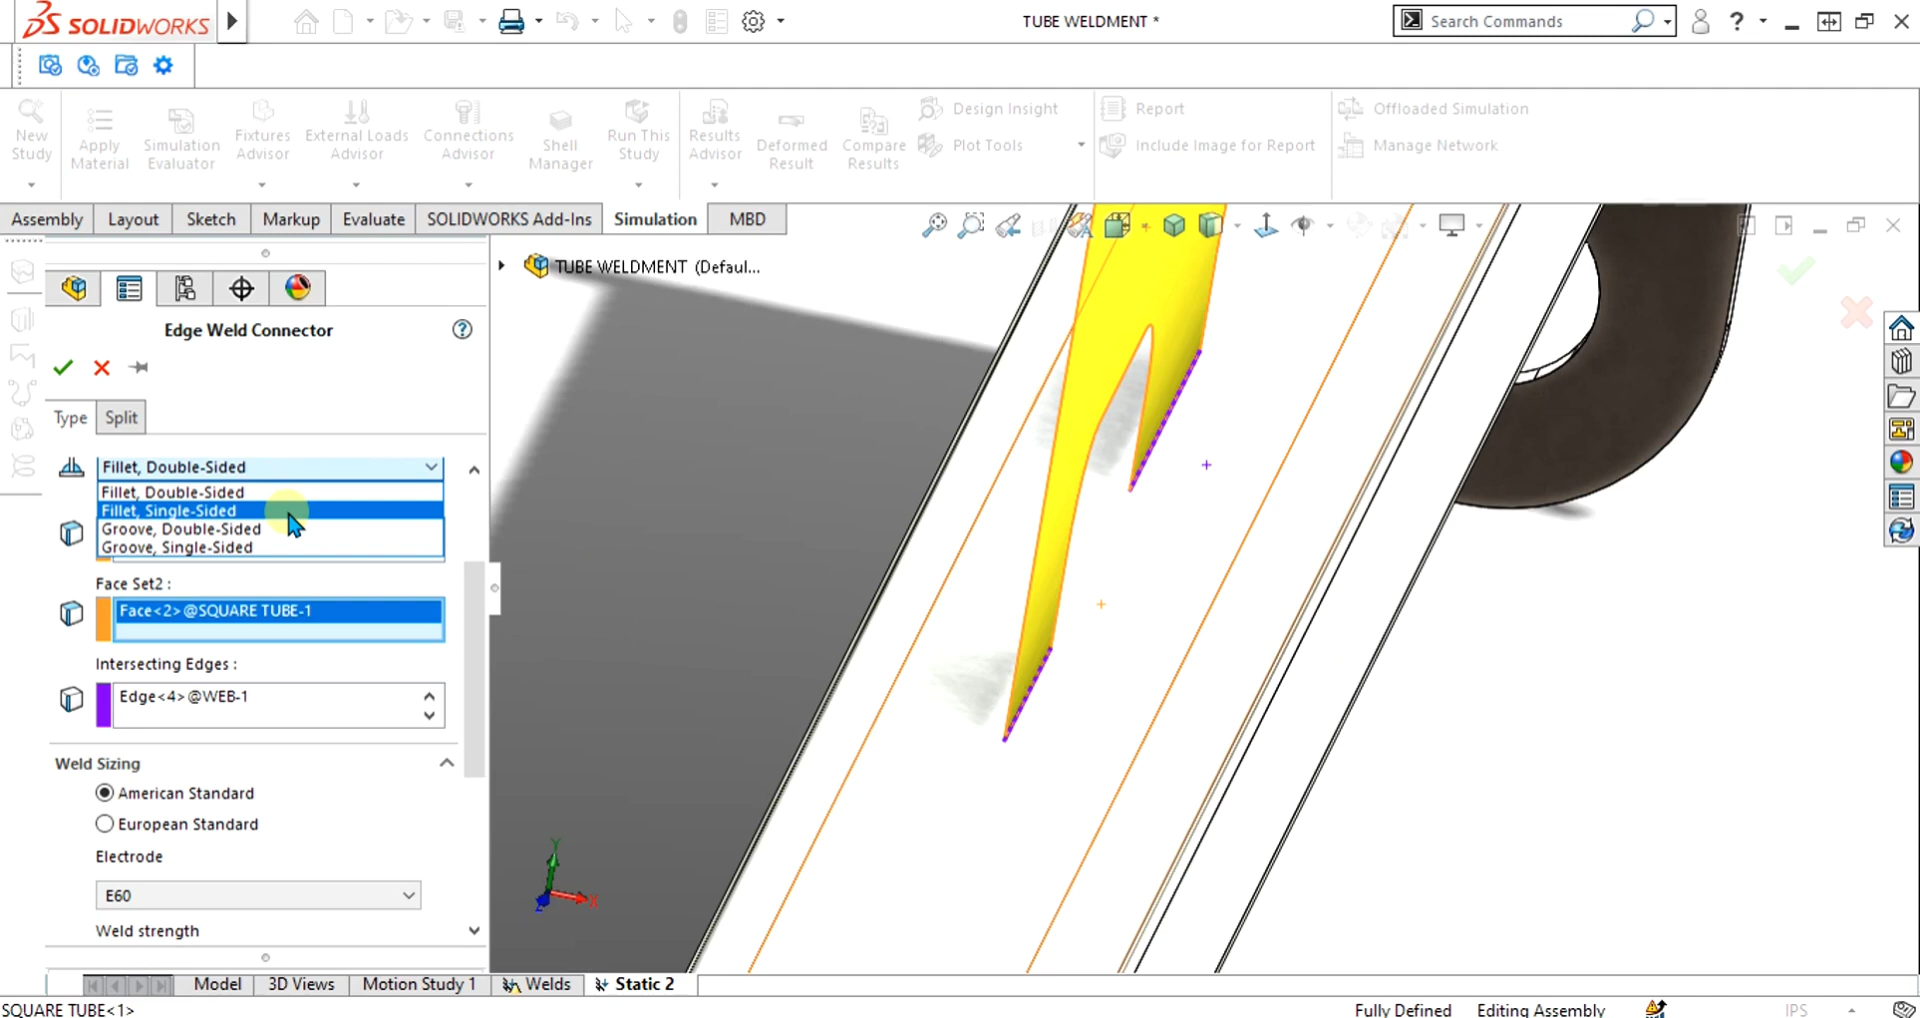 SOLIDWORKS
TUBE WELDMENT *
Search Commands
?
New Study
Apply Material
Simulation Evaluator
Fixtures Advisor
External Loads Advisor
Connections Advisor
Shell Manager
Run This Study
Results Advisor
Deformed Result
Compare Results
Design Insight
Plot Tools
Report
Include Image for Report
Offloaded Simulation
Manage Network
Assembly
Layout
Sketch
Markup
Evaluate
SOLIDWORKS Add-Ins
Simulation
MBD
TUBE WELDMENT (Defaul...
Edge Weld Connector
?
Type
Split
Fillet, Double-Sided
Fillet, Double-Sided
Fillet, Single-Sided
Groove, Double-Sided
Groove, Single-Sided
Face Set2 :
Face<2>@SQUARE TUBE-1
Intersecting Edges :
Edge<4>@WEB-1
Weld Sizing
American Standard
European Standard
Electrode
E60
Weld strength
Y
X
Z
Model
3D Views
Motion Study 1
Welds
Static 2
SQUARE TUBE<1>
Fully Defined
Editing Assembly
IPS